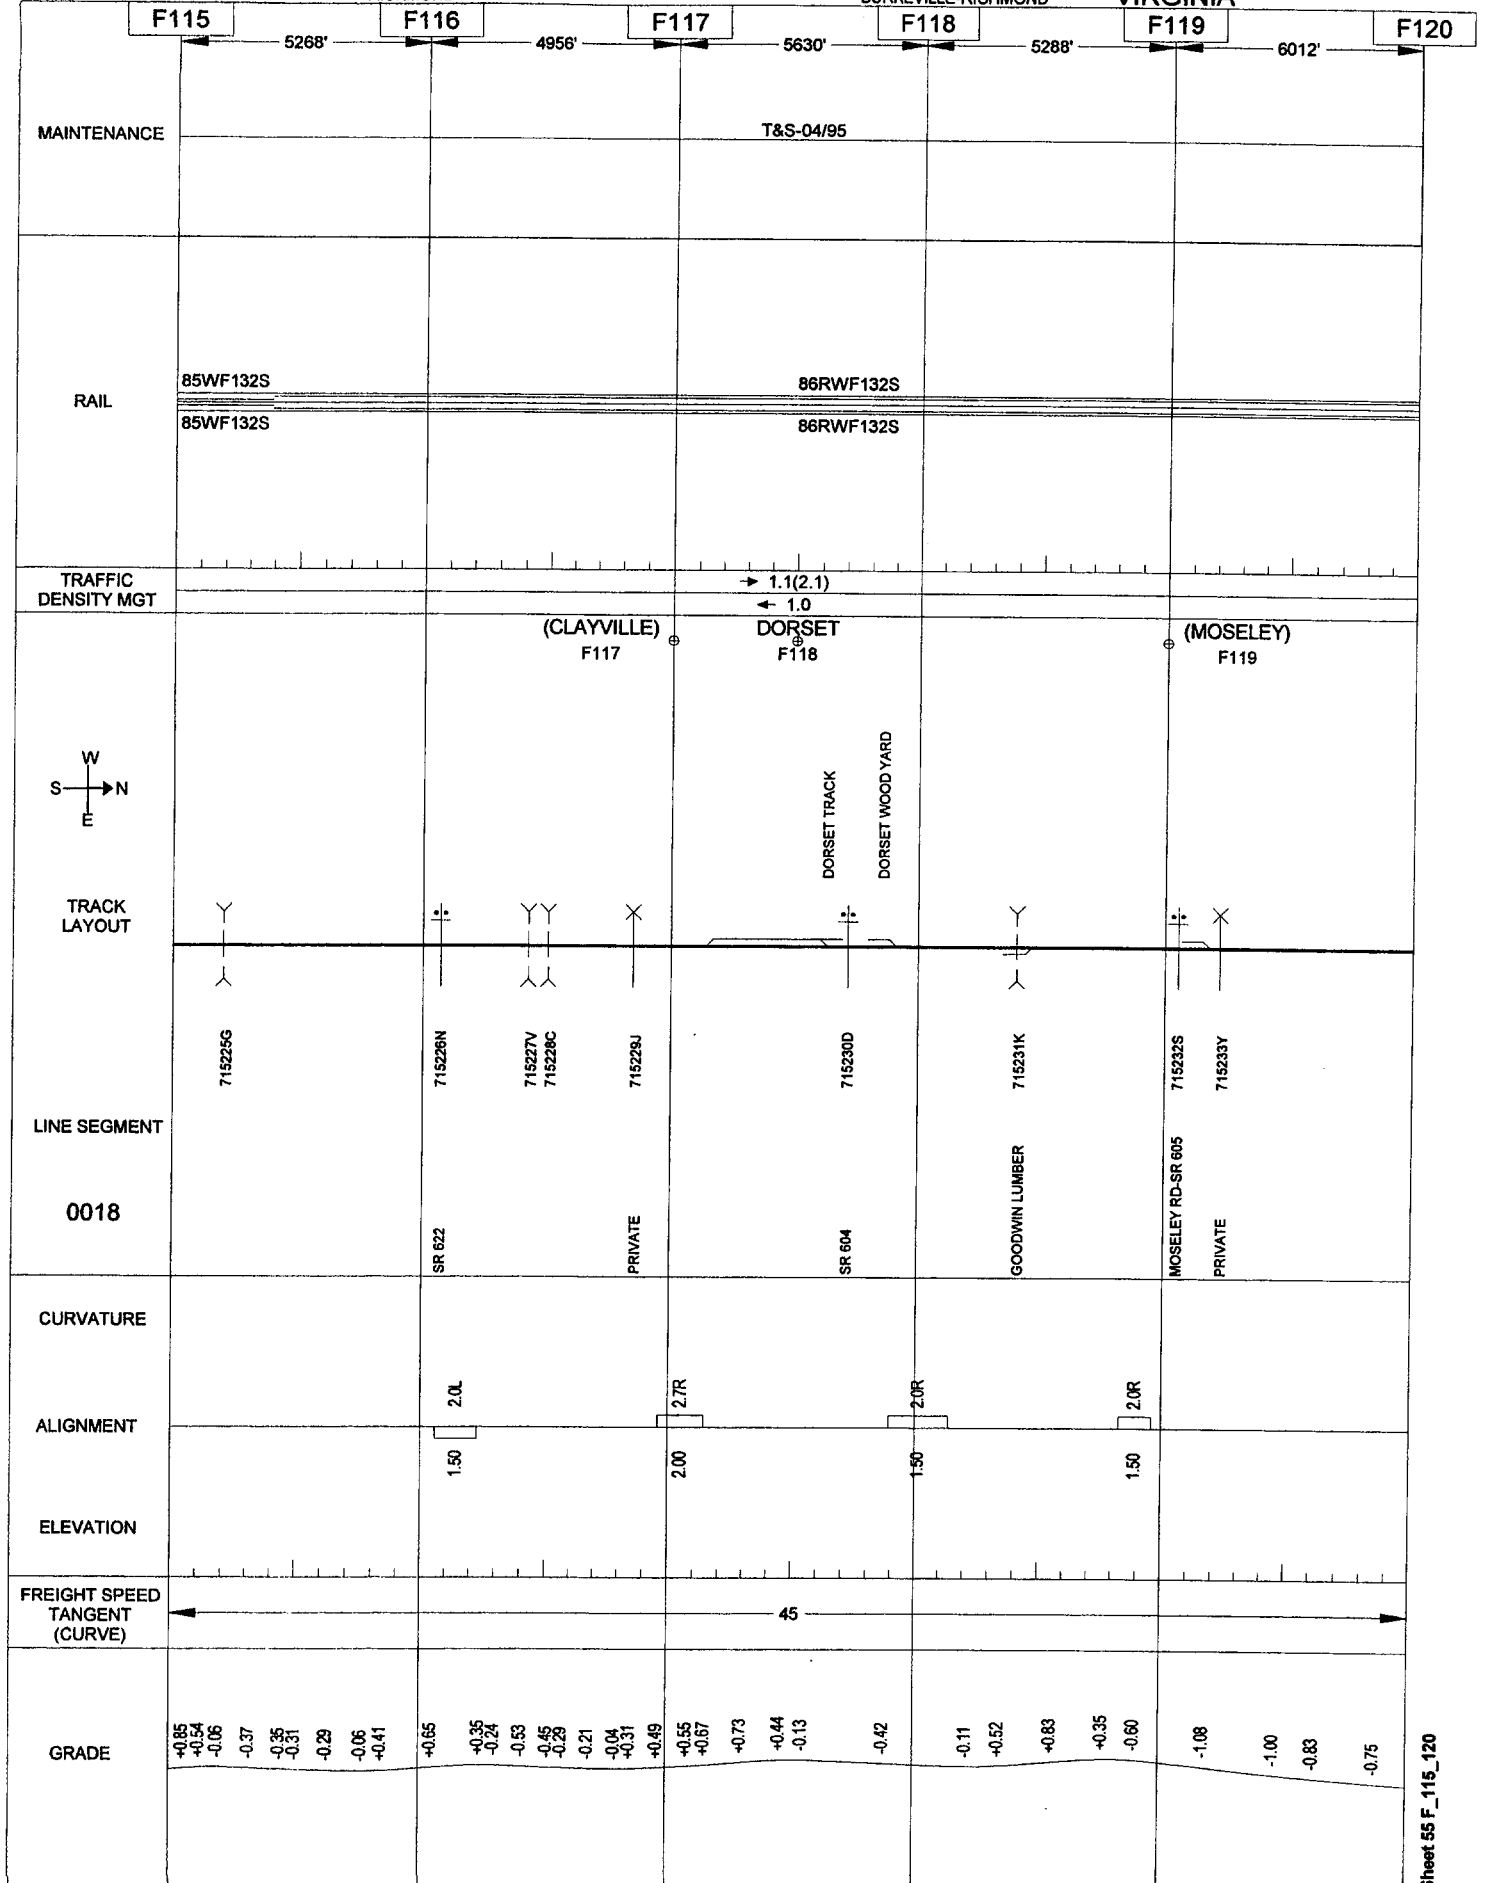 VIRGINIA
F115 F116 F117 F118 F119 F120
5268' 4956' 5630' 5288' 6012'
MAINTENANCE
T&S-04/95
RAIL
85WF132S 86RWF132S
85WF132S 86RWF132S
TRAFFIC
DENSITY MGT
1.1(2.1)
1.0
(CLAYVILLE) DORSET (MOSELEY)
F117 F118 F119
W
S N
E
DORSET TRACK
DORSET WOOD YARD
TRACK
LAYOUT
715225G
715226N
715227V
715228C
715229J
715230D
715231K
715232S
715233Y
LINE SEGMENT
0018
SR 622
PRIVATE
SR 604
GOODWIN LUMBER
MOSELEY RD-SR 605
PRIVATE
CURVATURE
2.0L 2.7R 2.0R 2.0R
ALIGNMENT
1.50 2.00 1.50 1.50
ELEVATION
FREIGHT SPEED
TANGENT
(CURVE)
45
GRADE
+0.85
+0.54
-0.06
-0.37
-0.35
-0.31
-0.29
-0.06
+0.41
+0.65
+0.35
-0.24
-0.53
-0.45
-0.29
-0.21
-0.04
+0.31
+0.49
+0.55
+0.67
+0.73
+0.44
-0.13
-0.42
-0.11
+0.52
+0.83
+0.35
-0.60
-1.08
-1.00
-0.83
-0.75
Sheet 55 F_115_120